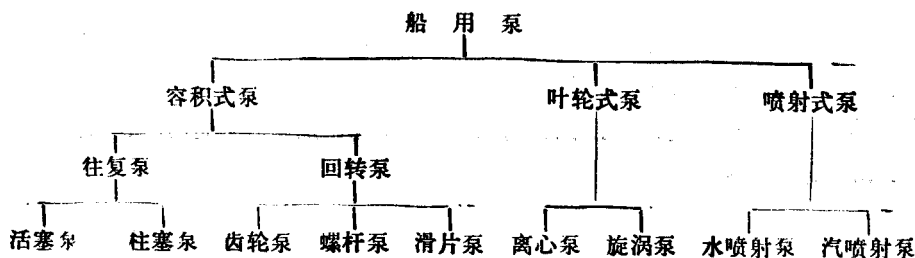 船用泵
容积式泵 叶轮式泵 喷射式泵
往复泵 回转泵
活塞泵 柱塞泵 齿轮泵 螺杆泵 滑片泵 离心泵 旋涡泵 水喷射泵 汽喷射泵